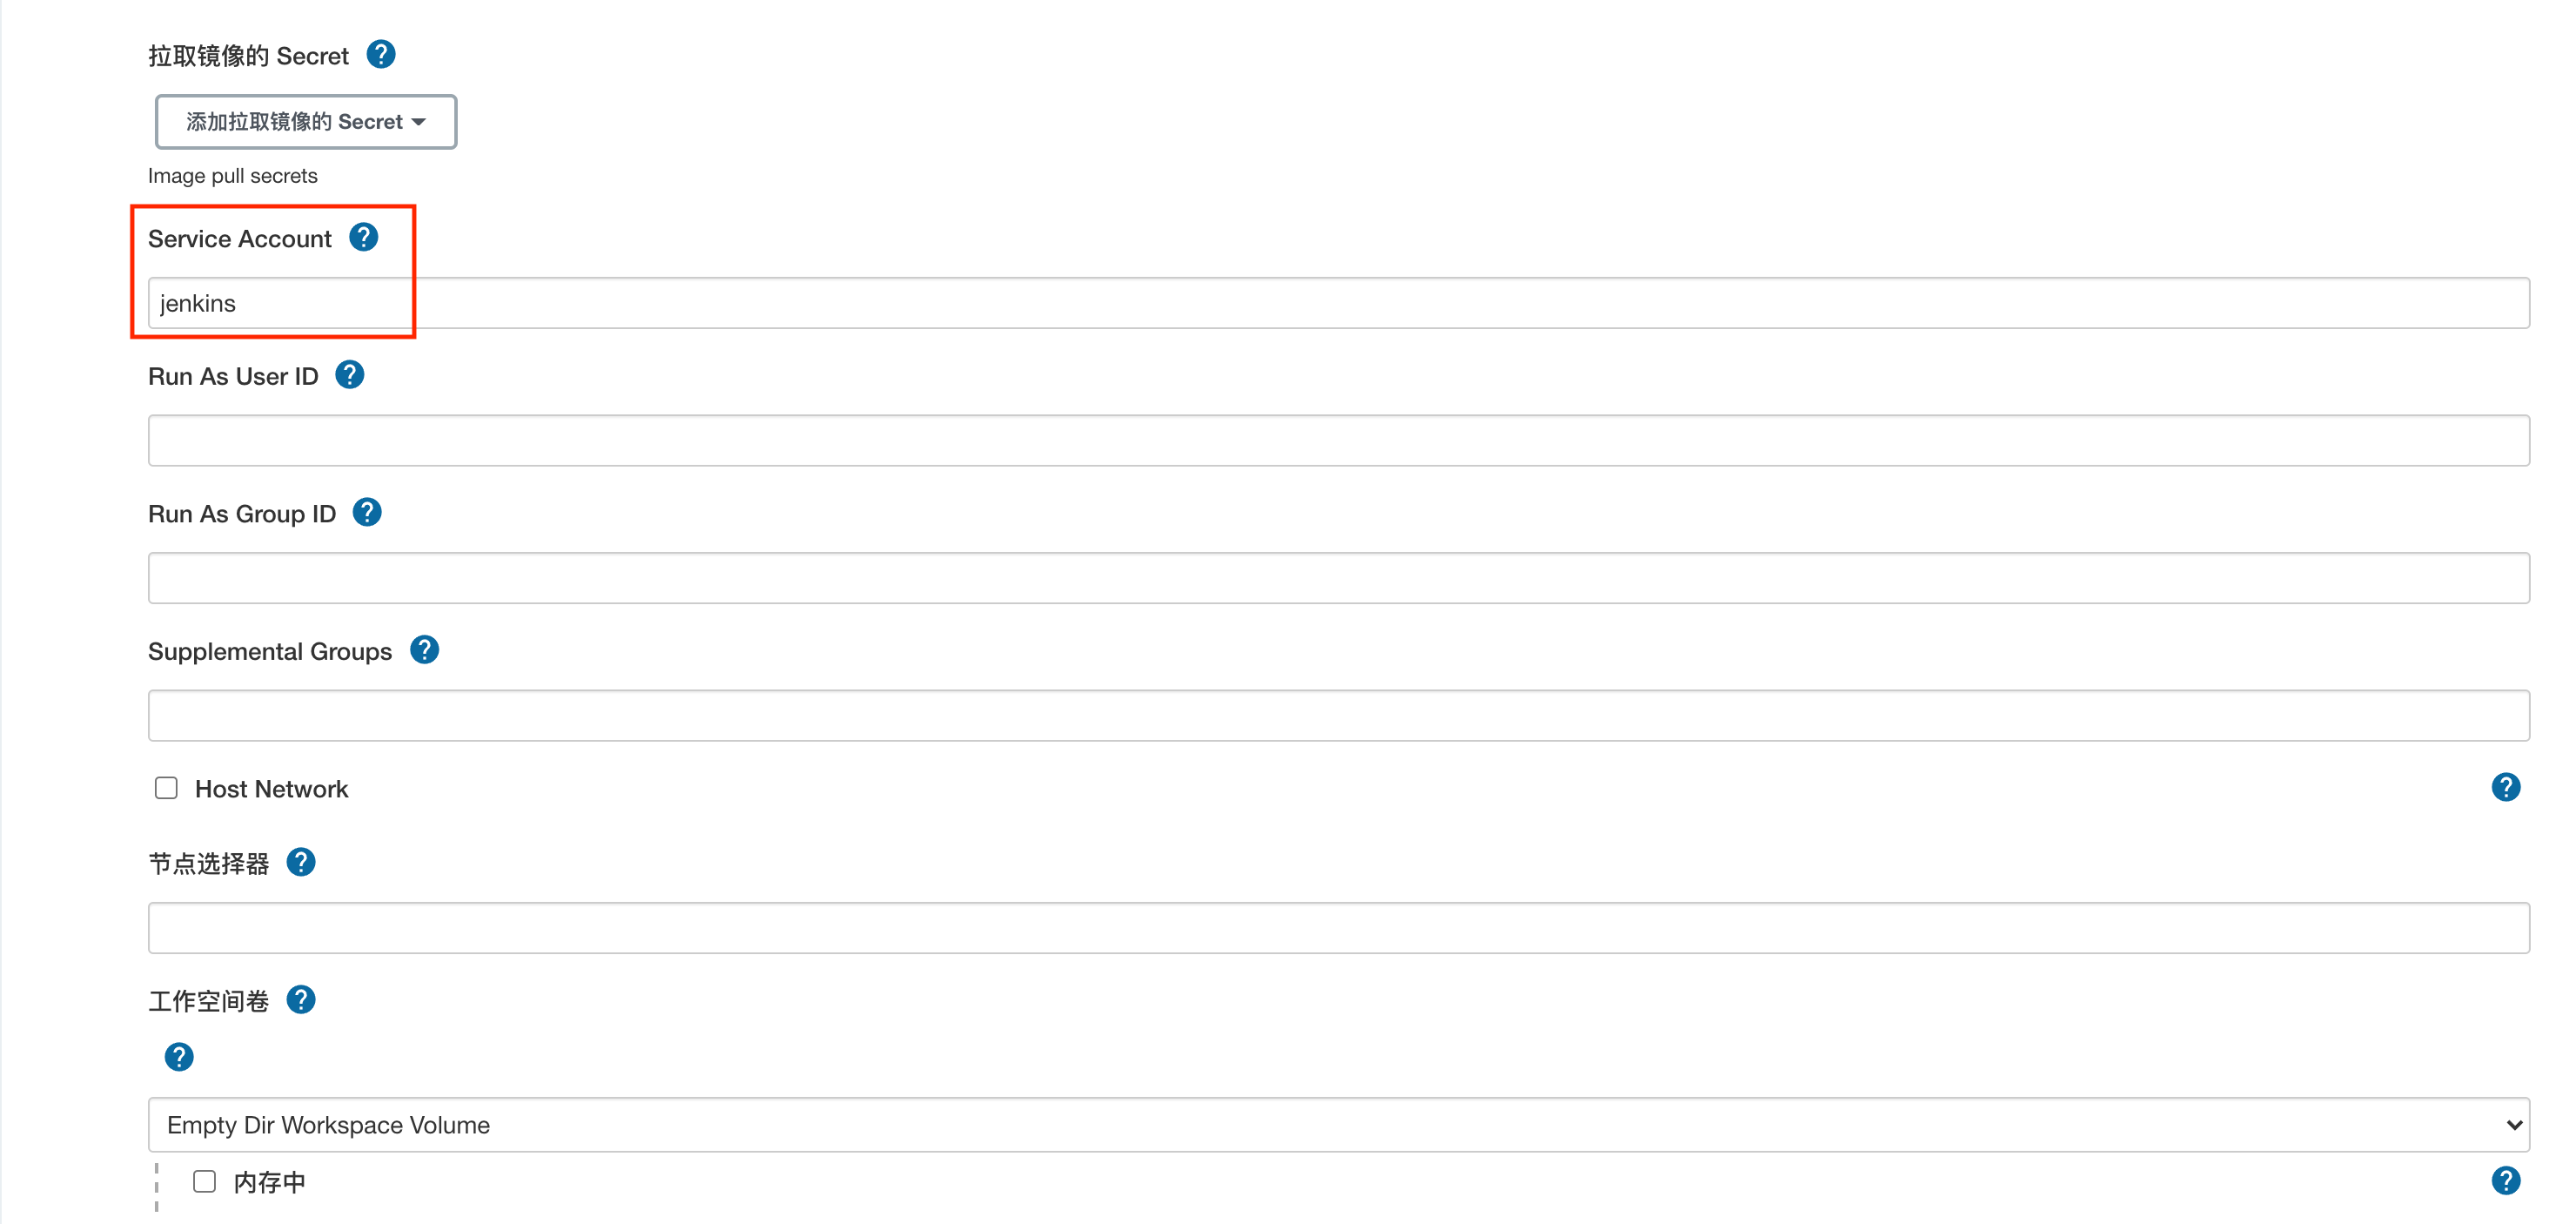 拉取镜像的 Secret ?
添加拉取镜像的 Secret
Image pull secrets
Service Account ?
jenkins
Run As User ID ?
Run As Group ID ?
Supplemental Groups ?
Host Network ?
节点选择器 ?
工作空间卷 ?
?
Empty Dir Workspace Volume
内存中 ?